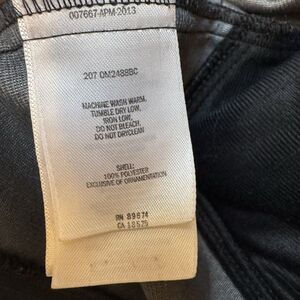 007667-APM-2013
207 OM2488BC
MACHINE WASH WARM,
TUMBLE DRY LOW,
IRON LOW,
DO NOT BLEACH,
DO NOT DRYCLEAN
SHELL:
100% POLYESTER
EXCLUSIVE OF ORNAMENTATION
RN 89674
CA 18529